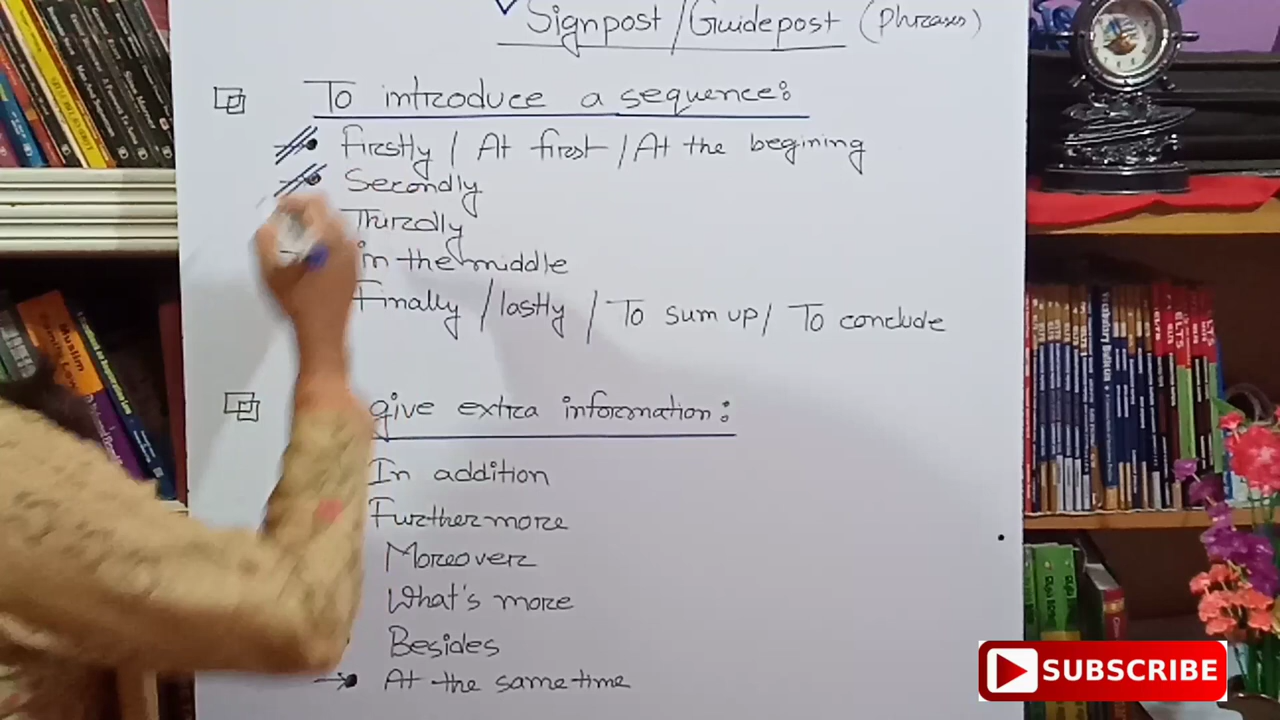 Signpost/Guidepost (phrases)
To introduce a sequence:
Firstly / At first / At the begining
Secondly
Thirdly
in the middle
Finally / lastly / To sum up / To conclude
give extra information:
In addition
Furthermore
Moreover
What's more
Besides
At the same time
SUBSCRIBE